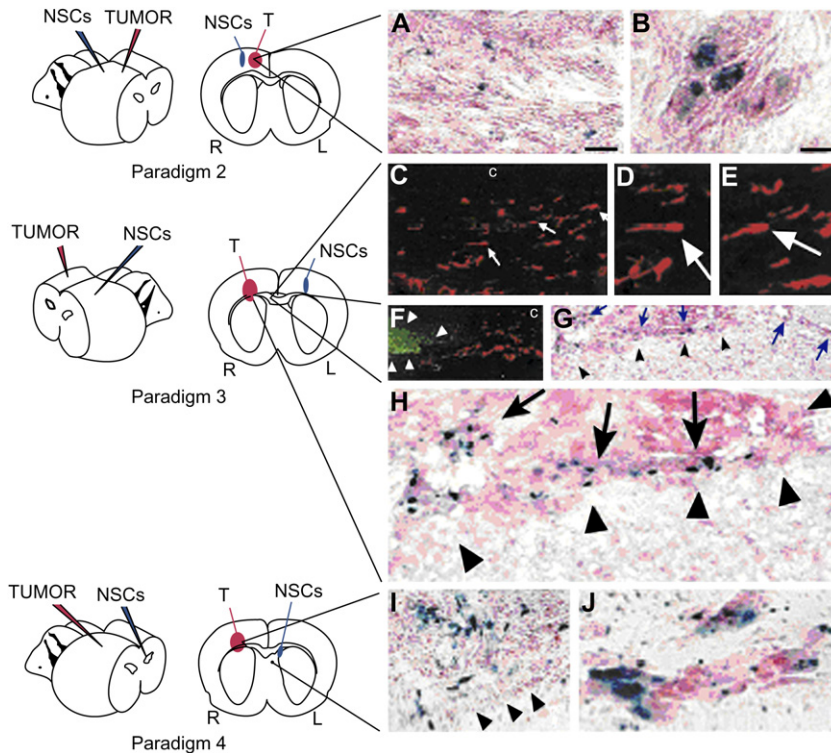 NSCs TUMOR
NSCs T
R L
Paradigm 2
A
B
C
c
D
E
TUMOR NSCs
T NSCs
R L
Paradigm 3
F
c
G
H
TUMOR NSCs
T NSCs
R L
Paradigm 4
I
J